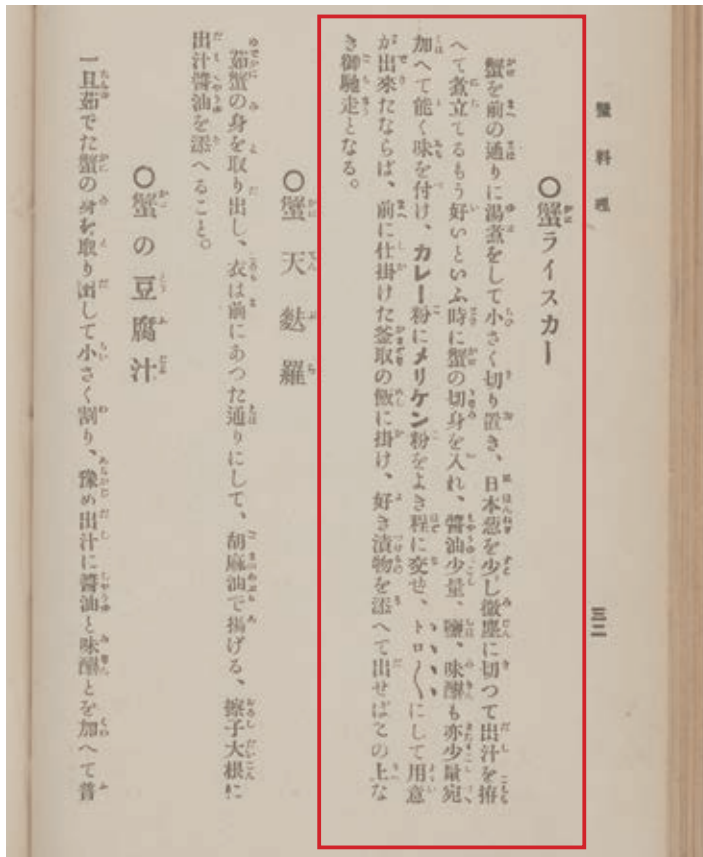 蟹料理
三二
〇蟹ライスカー
蟹を前の通りに湯煮をして小さく切り置き、日本葱を少し微塵に切つて出汁を拵
へて煮立てるもう好いといふ時に蟹の切身を入れ、醬油少量、鹽、味醂も亦少量宛
加へて能く味を付け、カレー粉にメリケン粉をよき程に交せ、トロ〱にして用意
が出來たならば、前に仕掛けた釜取の飯に掛け、好き漬物を添へて出せばこの上な
き御馳走となる。
〇蟹天麩羅
茹蟹の身を取り出し、衣は前にあつた通りにして、胡麻油で揚げる、擦子大根に
出汁醬油を添へること。
〇蟹の豆腐汁
一旦茹でた蟹の身を取り出して小さく割り、豫め出汁に醬油と味醂とを加へて普